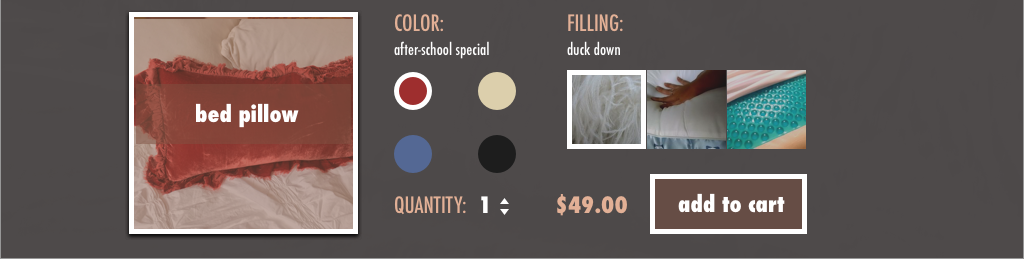 bed pillow
COLOR:
after-school special
FILLING:
duck down
QUANTITY: 1
$49.00
add to cart